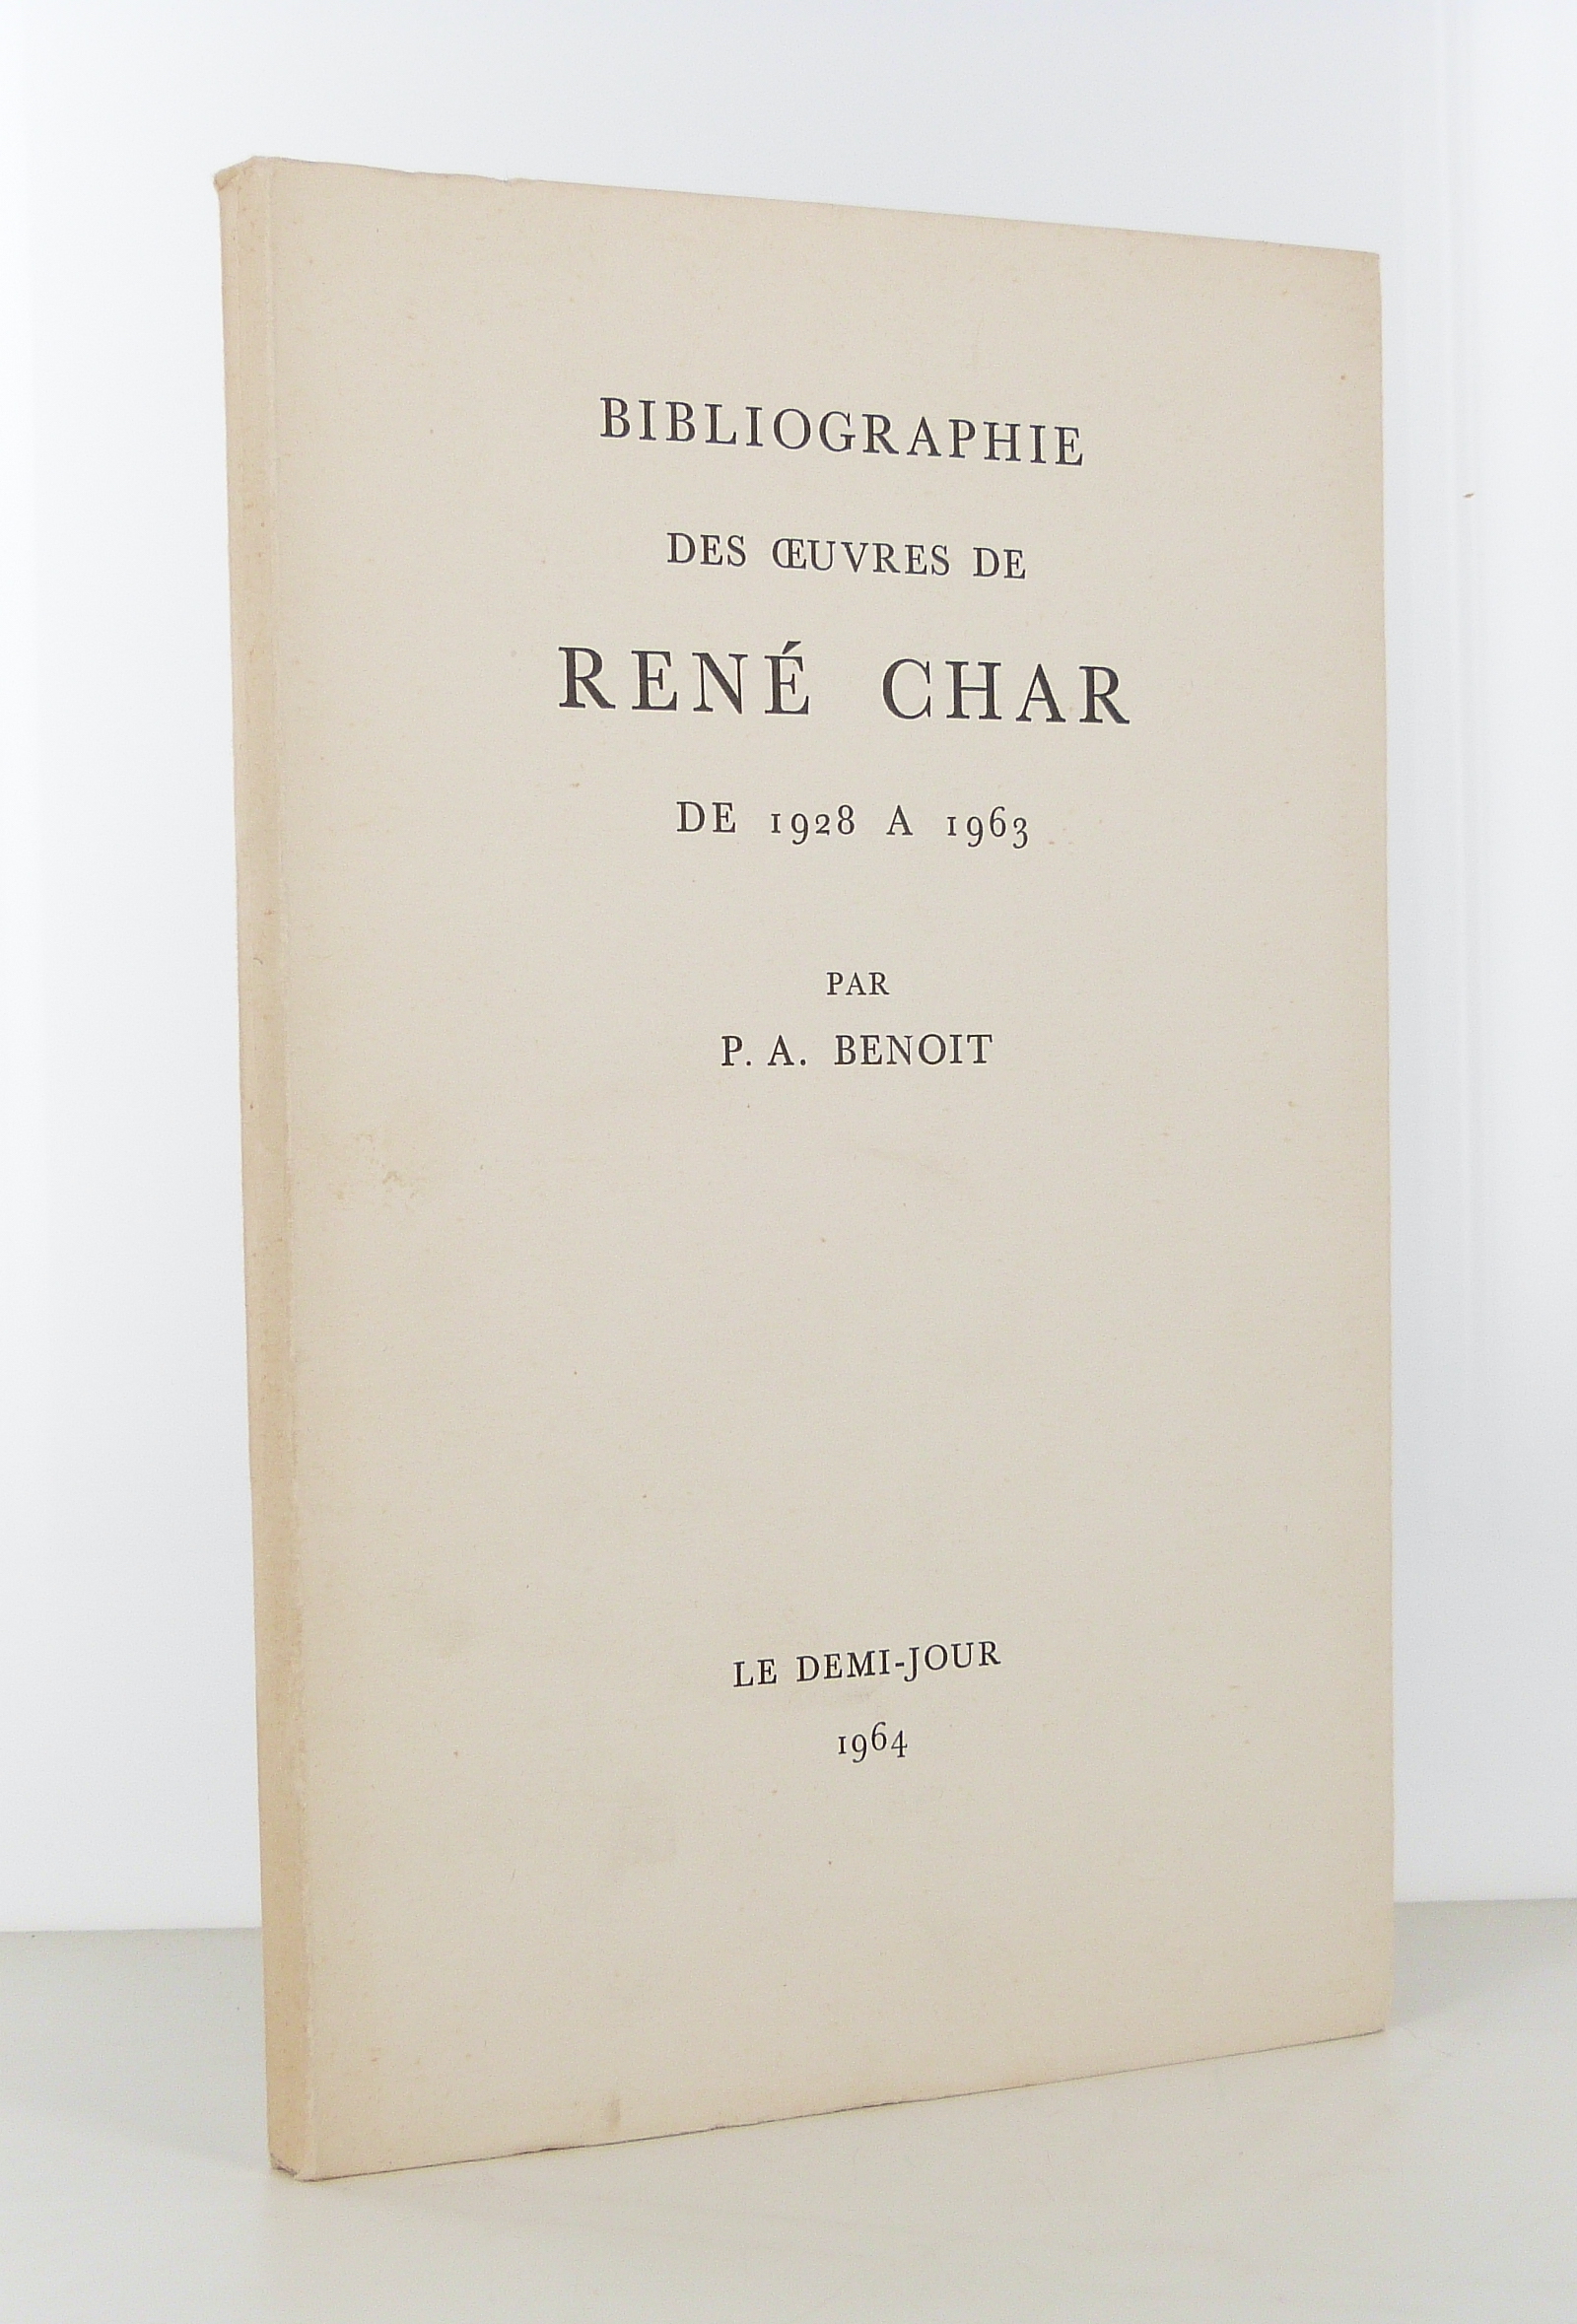 BIBLIOGRAPHIE
DES ŒUVRES DE
RENÉ CHAR
DE 1928 A 1963
PAR
P. A. BENOIT
LE DEMI-JOUR
1964